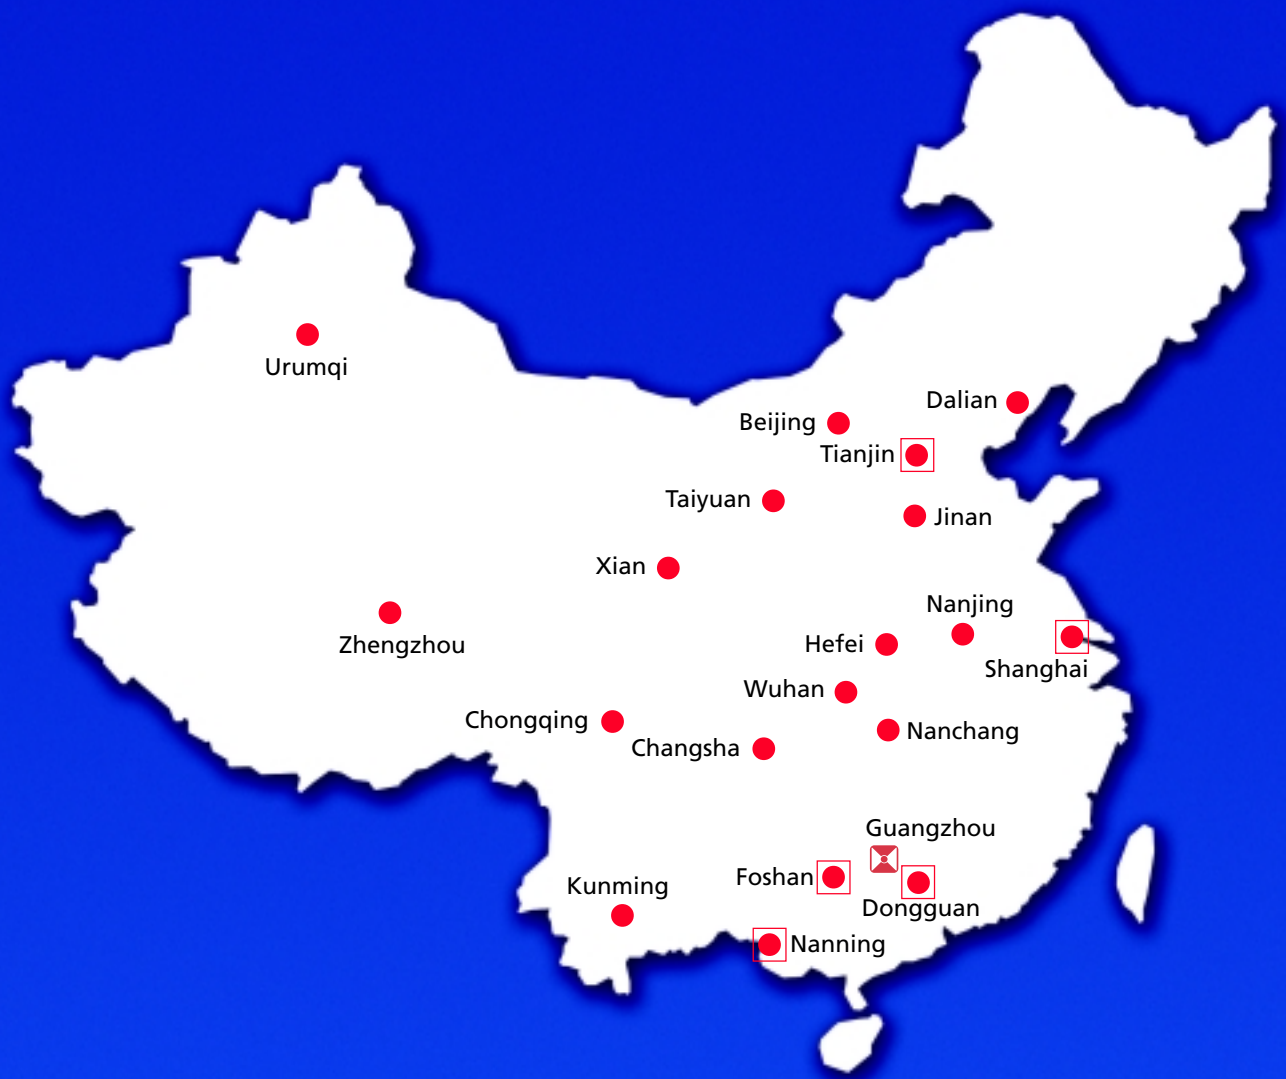 Urumqi
Dalian
Beijing
Tianjin
Taiyuan
Jinan
Xian
Nanjing
Zhengzhou
Hefei
Shanghai
Wuhan
Chongqing
Nanchang
Changsha
Guangzhou
Foshan
Kunming
Dongguan
Nanning